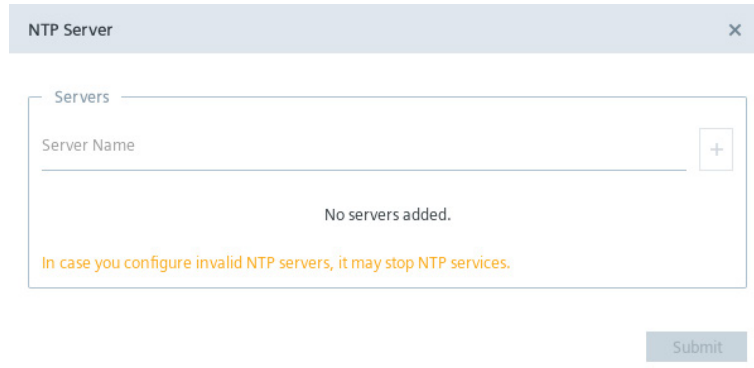 NTP Server
Servers
Server Name
No servers added.
In case you configure invalid NTP servers, it may stop NTP services.
Submit